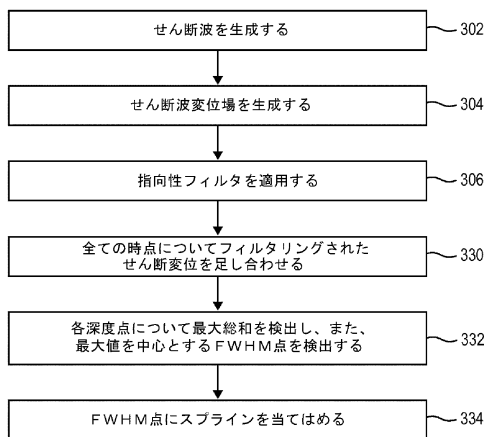 せん断波を生成する
302
せん断波変位場を生成する
304
指向性フィルタを適用する
306
全ての時点についてフィルタリングされた
せん断変位を足し合わせる
330
各深度点について最大総和を検出し、また、
最大値を中心とするFWHM点を検出する
332
FWHM点にスプラインを当てはめる
334